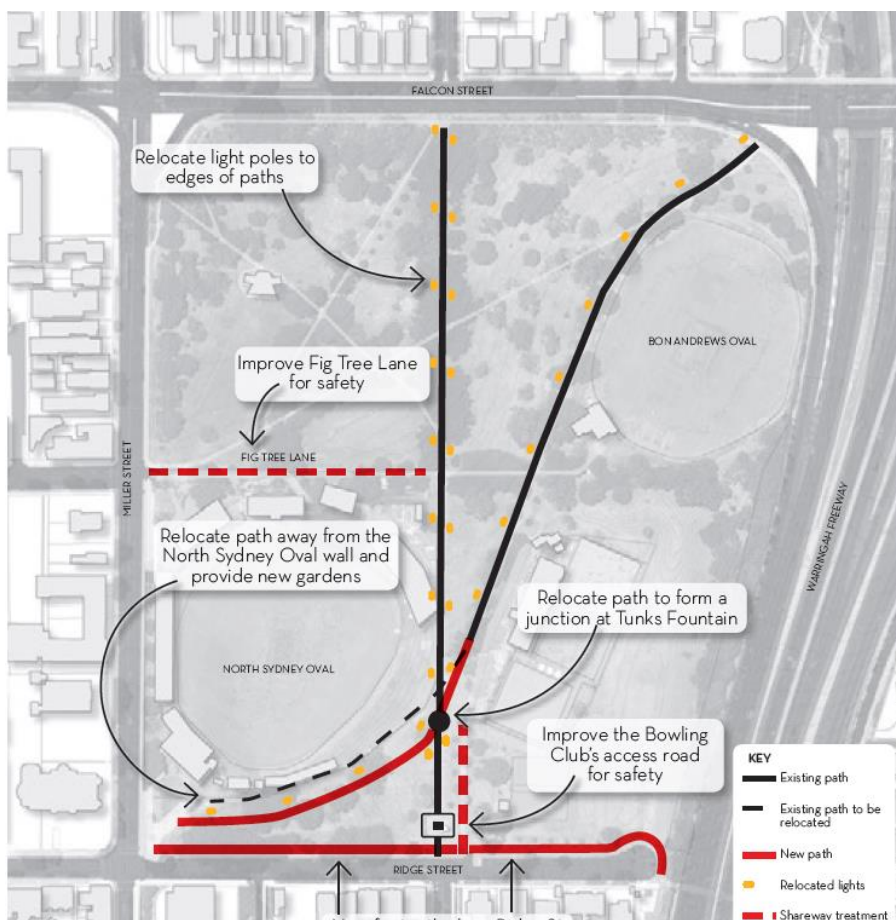 FALCON STREET
Relocate light poles to
edges of paths
BON ANDREWS OVAL
Improve Fig Tree Lane
for safety
FIG TREE LANE
MILLER STREET
WARRINGAH FREEWAY
Relocate path away from the
North Sydney Oval wall and
provide new gardens
Relocate path to form a
junction at Tunks Fountain
NORTH SYDNEY OVAL
Improve the Bowling
Club's access road
for safety
KEY
Existing path
Existing path to be
relocated
New path
Relocated lights
Shareway treatment
RIDGE STREET